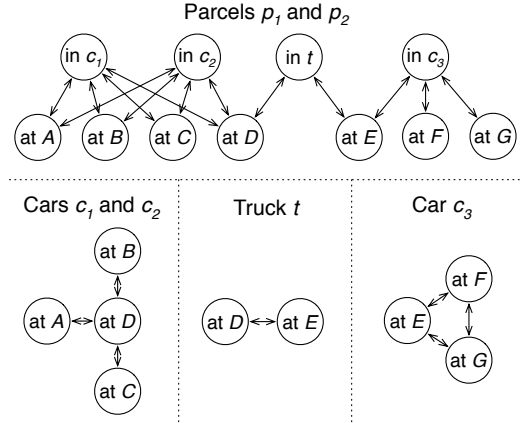 Parcels p1 and p2
in c1 in c2 in t in c3
at A at B at C at D at E at F at G
Cars c1 and c2 Truck t Car c3
at B
at F
at A at D at D at E at E
at G
at C